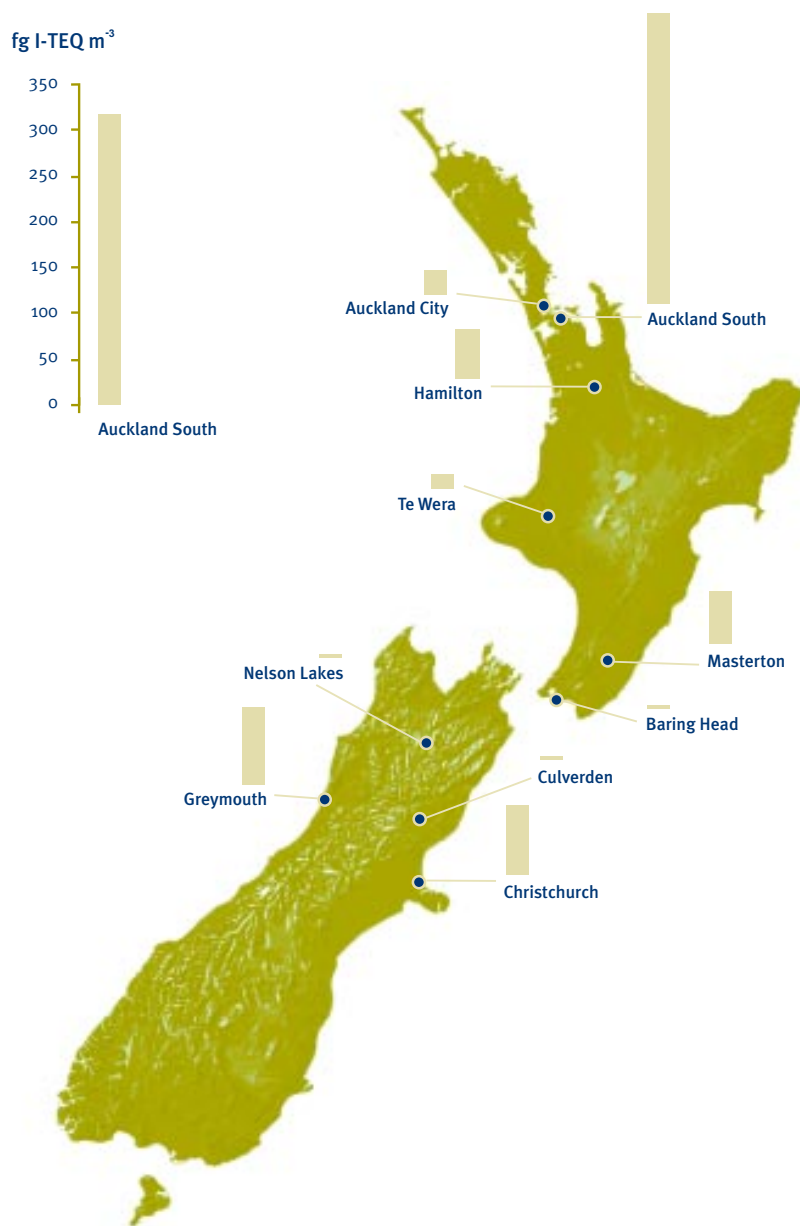 fg I-TEQ m⁻³
350
300
250
200
150
100
50
0
Auckland South
Auckland City
Auckland South
Hamilton
Te Wera
Masterton
Nelson Lakes
Baring Head
Culverden
Greymouth
Christchurch